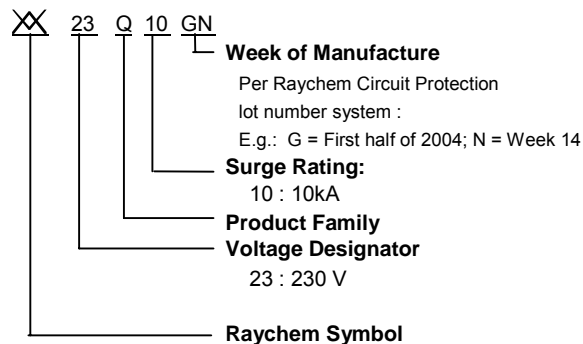 23 Q 10 GN
Week of Manufacture
Per Raychem Circuit Protection
lot number system :
E.g.: G = First half of 2004; N = Week 14
Surge Rating:
10 : 10kA
Product Family
Voltage Designator
23 : 230 V
Raychem Symbol